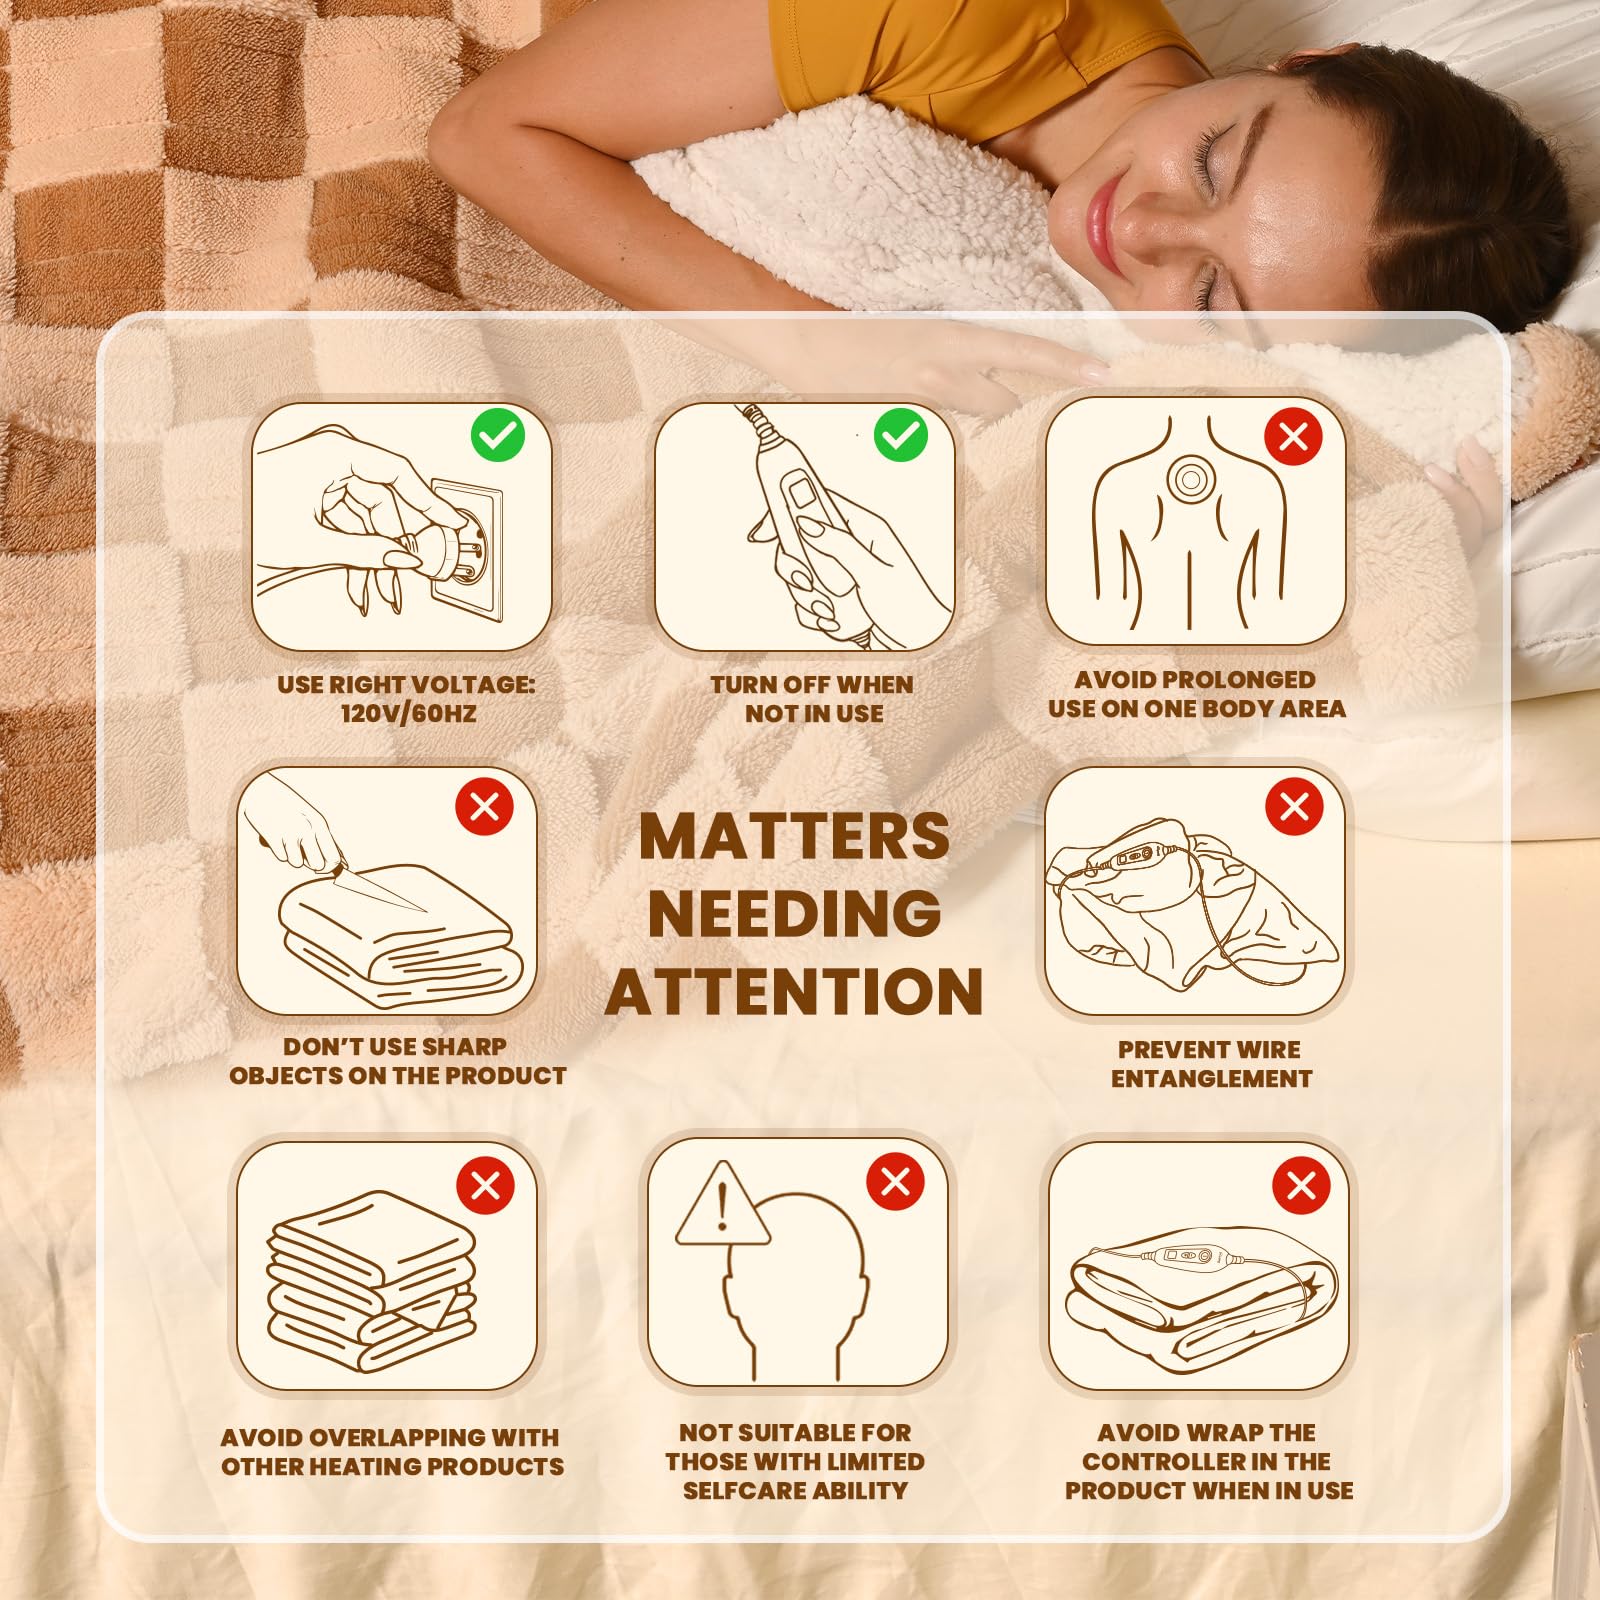 USE RIGHT VOLTAGE:
120V/60HZ
TURN OFF WHEN
NOT IN USE
AVOID PROLONGED
USE ON ONE BODY AREA
DON'T USE SHARP
OBJECTS ON THE PRODUCT
MATTERS
NEEDING
ATTENTION
PREVENT WIRE
ENTANGLEMENT
AVOID OVERLAPPING WITH
OTHER HEATING PRODUCTS
NOT SUITABLE FOR
THOSE WITH LIMITED
SELFCARE ABILITY
AVOID WRAP THE
CONTROLLER IN THE
PRODUCT WHEN IN USE